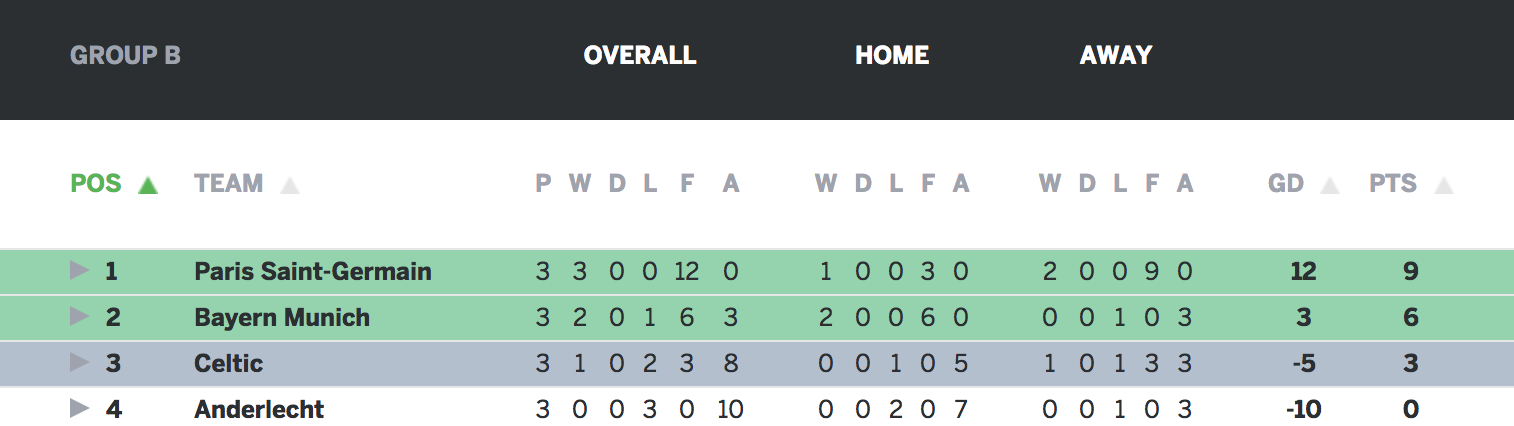 GROUP B OVERALL HOME AWAY
POS TEAM P W D L F A W D L F A W D L F A GD PTS
1 Paris Saint-Germain 3 3 0 0 12 0 1 0 0 3 0 2 0 0 9 0 12 9
2 Bayern Munich 3 2 0 1 6 3 2 0 0 6 0 0 0 1 0 3 3 6
3 Celtic 3 1 0 2 3 8 0 0 1 0 5 1 0 1 3 3 -5 3
4 Anderlecht 3 0 0 3 0 10 0 0 2 0 7 0 0 1 0 3 -10 0